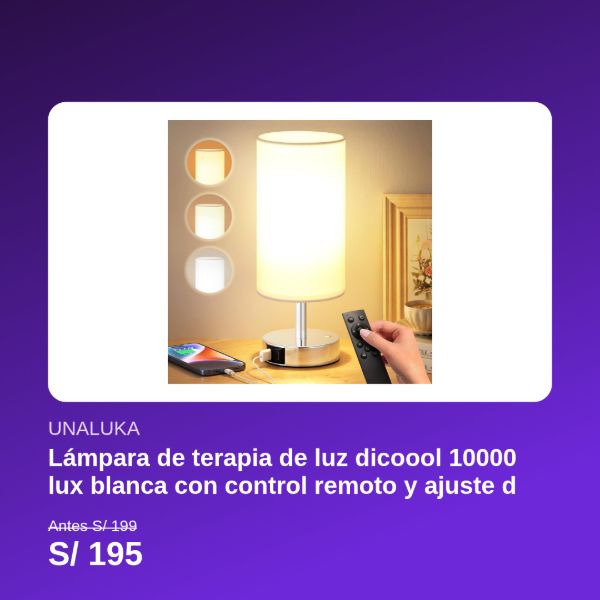 UNALUKA
Lámpara de terapia de luz dicoool 10000
lux blanca con control remoto y ajuste d
Antes S/ 199
S/ 195